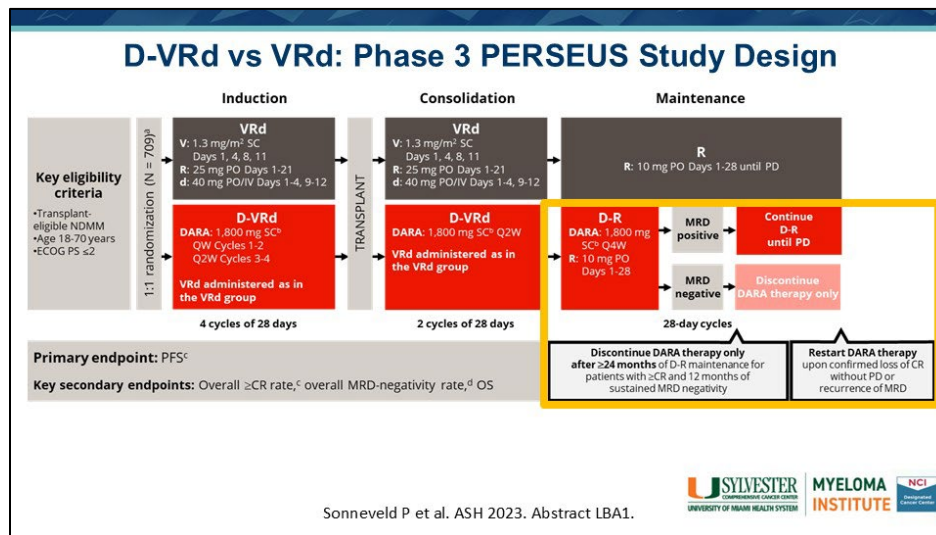 D-VRd vs VRd: Phase 3 PERSEUS Study Design
Induction
Consolidation
Maintenance
Key eligibility
criteria
•Transplant-
eligible NDMM
•Age 18-70 years
•ECOG PS ≤2
1:1 randomization (N = 709)ᵃ
VRd
V: 1.3 mg/m² SC
Days 1, 4, 8, 11
R: 25 mg PO Days 1-21
d: 40 mg PO/IV Days 1-4, 9-12
D-VRd
DARA: 1,800 mg SCᵇ
QW Cycles 1-2
Q2W Cycles 3-4
VRd administered as in
the VRd group
4 cycles of 28 days
TRANSPLANT
VRd
V: 1.3 mg/m² SC
Days 1, 4, 8, 11
R: 25 mg PO Days 1-21
d: 40 mg PO/IV Days 1-4, 9-12
D-VRd
DARA: 1,800 mg SCᵇ Q2W
VRd administered as in
the VRd group
2 cycles of 28 days
R
R: 10 mg PO Days 1-28 until PD
D-R
DARA: 1,800 mg
SCᵇ Q4W
R: 10 mg PO
Days 1-28
MRD
positive
Continue
D-R
until PD
MRD
negative
Discontinue
DARA therapy only
28-day cycles
Discontinue DARA therapy only
after ≥24 months of D-R maintenance for
patients with ≥CR and 12 months of
sustained MRD negativity
Restart DARA therapy
upon confirmed loss of CR
without PD or
recurrence of MRD
Primary endpoint: PFSᶜ
Key secondary endpoints: Overall ≥CR rate,ᶜ overall MRD-negativity rate,ᵈ OS
Sonneveld P et al. ASH 2023. Abstract LBA1.
SYLVESTER
COMPREHENSIVE CANCER CENTER
UNIVERSITY OF MIAMI HEALTH SYSTEM
MYELOMA
INSTITUTE
NCI
Designated
Cancer Center